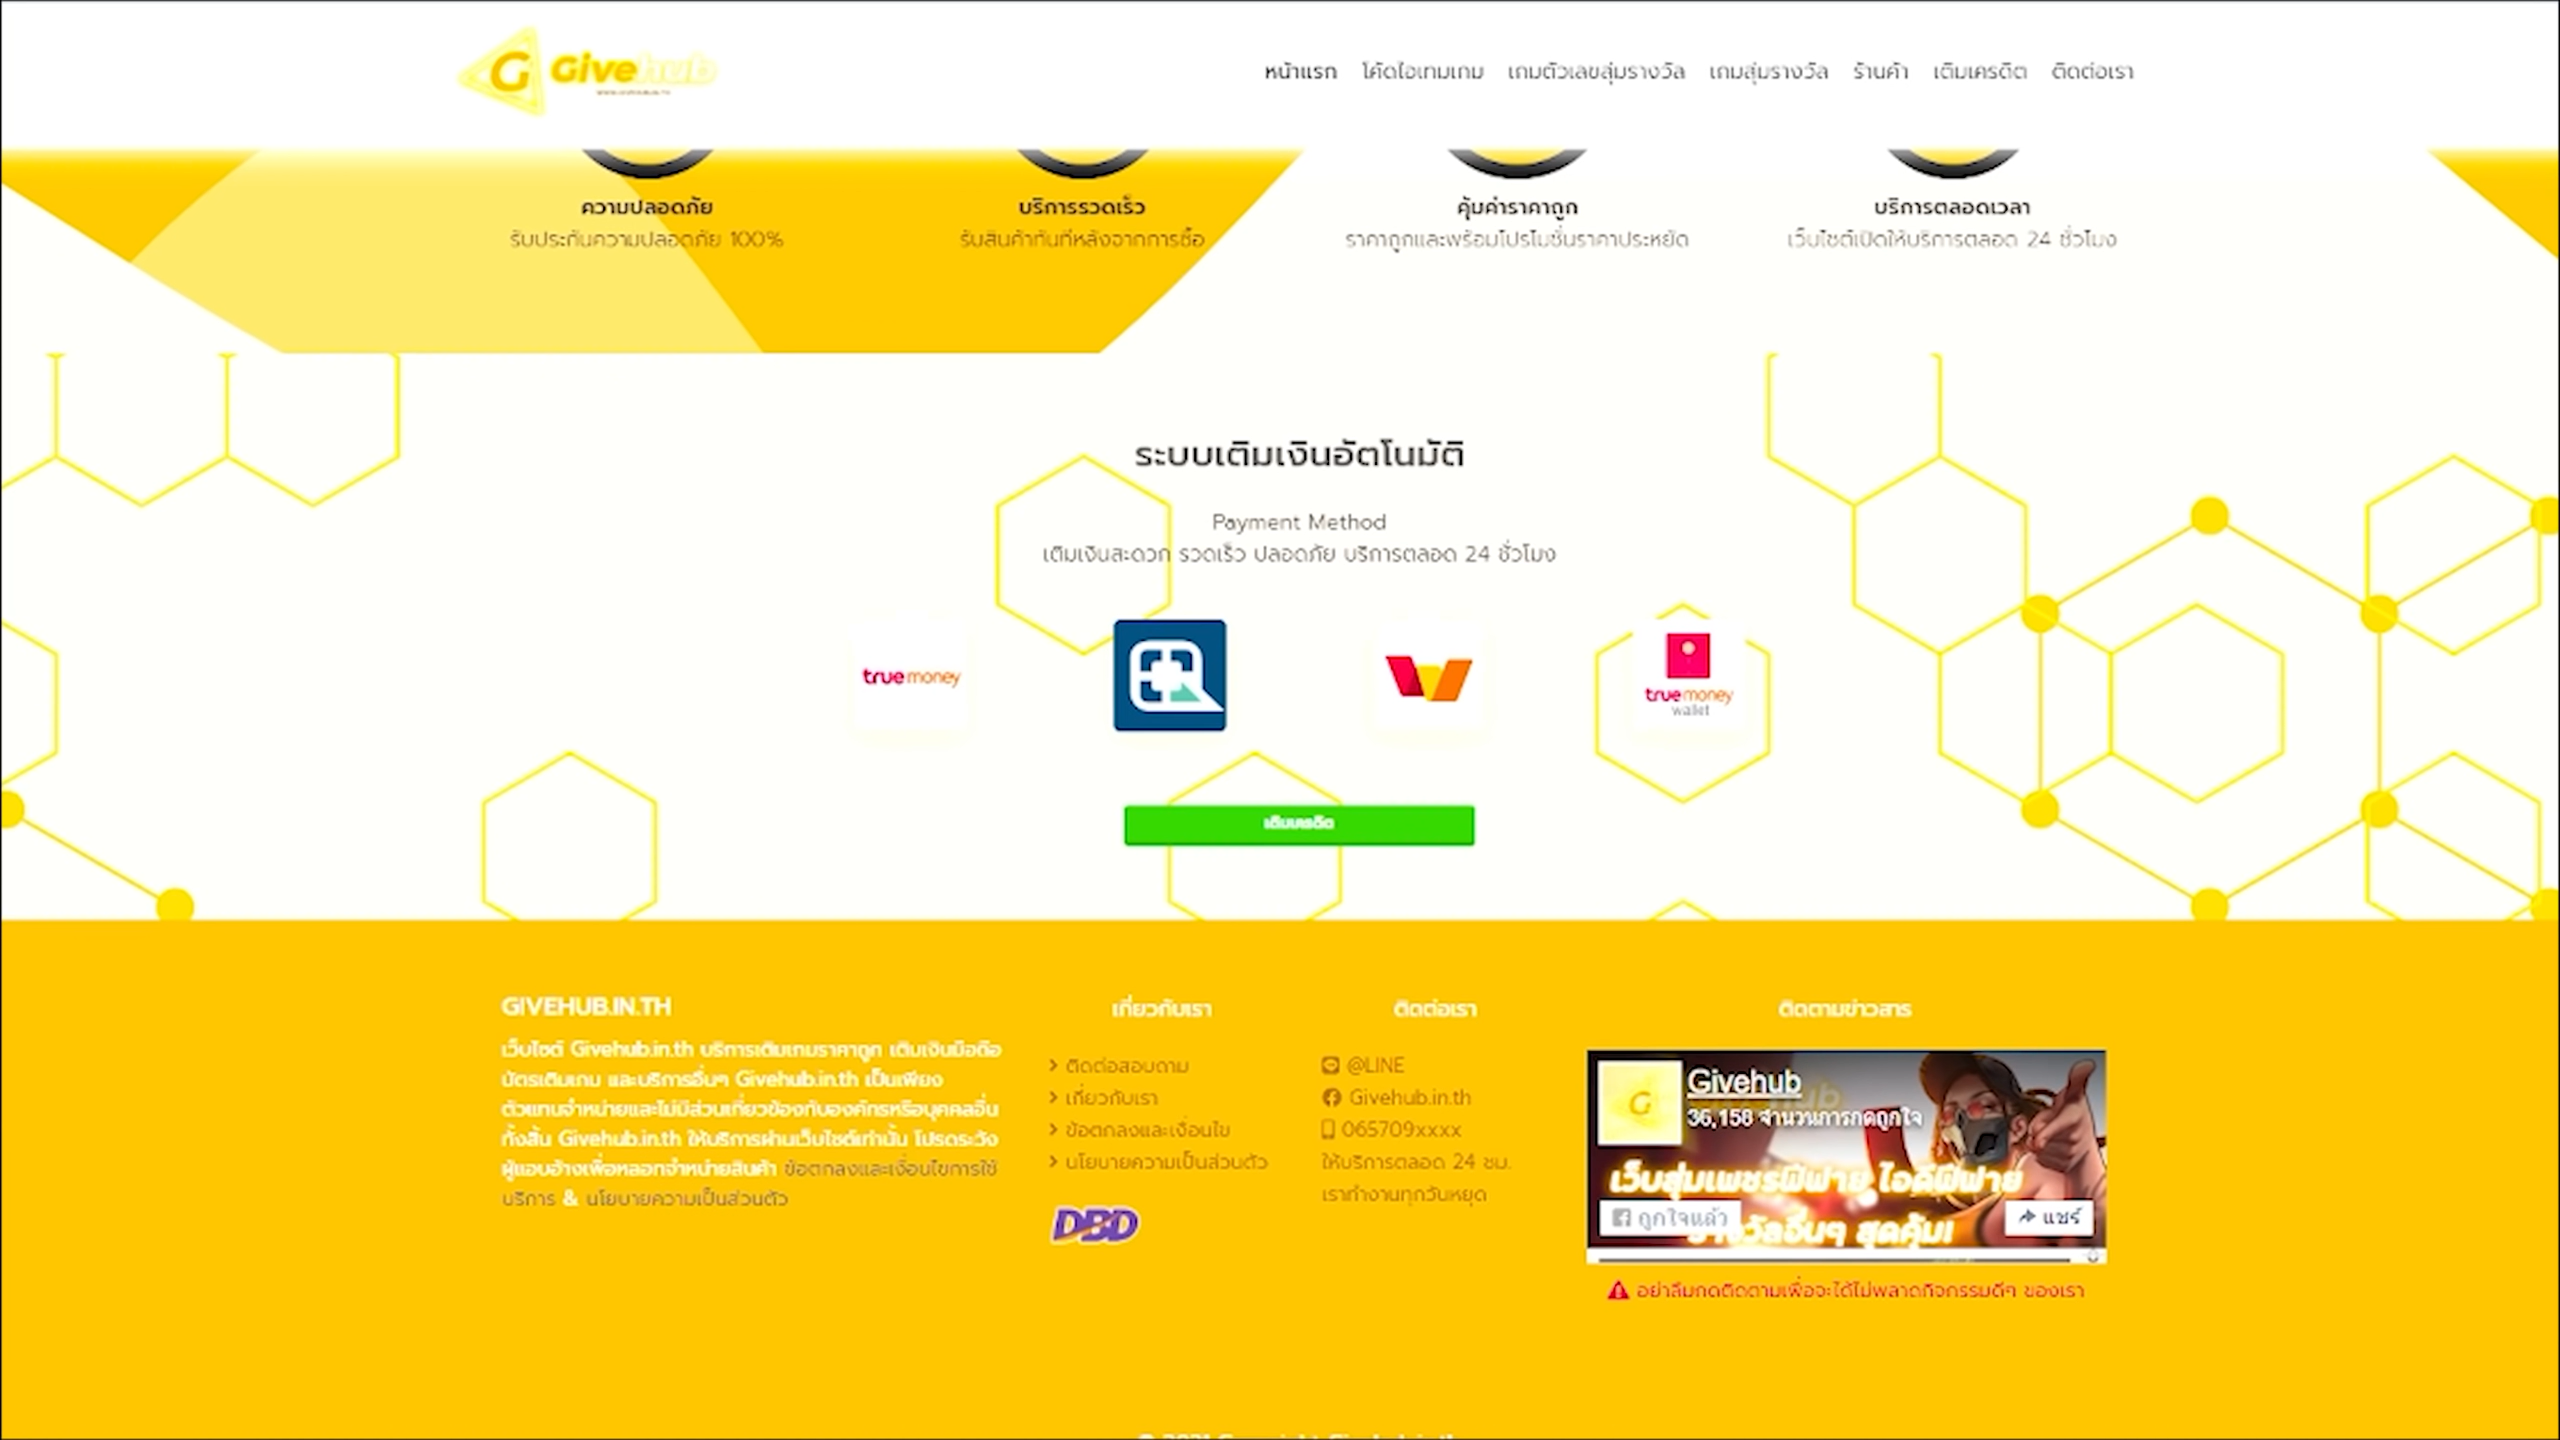 G Givehub
หน้าแรก โค้ดไอเทมเกม เกมตัวเลขสุ่มรางวัล เกมสุ่มรางวัล ร้านค้า เติมเครดิต ติดต่อเรา
ความปลอดภัย บริการรวดเร็ว คุ้มค่าราคาถูก บริการตลอดเวลา
รับประกันความปลอดภัย 100% รับสินค้าทันทีหลังจากการซื้อ ราคาถูกและพร้อมโปรโมชั่นราคาประหยัด เว็บไซต์เปิดให้บริการตลอด 24 ชั่วโมง
ระบบเติมเงินอัตโนมัติ
Payment Method
เติมเงินสะดวก รวดเร็ว ปลอดภัย บริการตลอด 24 ชั่วโมง
true money
true money
wallet
เติมเครดิต
GIVEHUB.IN.TH
เว็บไซต์ Givehub.in.th บริการเติมเกมราคาถูก เติมเงินมือถือ
บัตรเติมเกม และบริการอื่นๆ Givehub.in.th เป็นเพียง
ตัวแทนจำหน่ายและไม่มีส่วนเกี่ยวข้องกับองค์กรหรือบุคคลอื่น
ทั้งสิ้น Givehub.in.th ให้บริการผ่านเว็บไซต์เท่านั้น โปรดระวัง
ผู้แอบอ้างเพื่อหลอกจำหน่ายสินค้า ข้อตกลงและเงื่อนไขการใช้
บริการ & นโยบายความเป็นส่วนตัว
เกี่ยวกับเรา
ติดต่อสอบถาม
เกี่ยวกับเรา
ข้อตกลงและเงื่อนไข
นโยบายความเป็นส่วนตัว
DBD
ติดต่อเรา
@LINE
Givehub.in.th
065709xxxx
ให้บริการตลอด 24 ชม.
เราทำงานทุกวันหยุด
ติดตามข่าวสาร
G
Givehub
36,158 จำนวนการกดถูกใจ
เว็บสุ่มเพชรฟีฟาย ไอดีฟีฟาย
รางวัลอื่นๆ สุดคุ้ม!
ถูกใจแล้ว แชร์
อย่าลืมกดติดตามเพื่อจะได้ไม่พลาดกิจกรรมดีๆ ของเรา